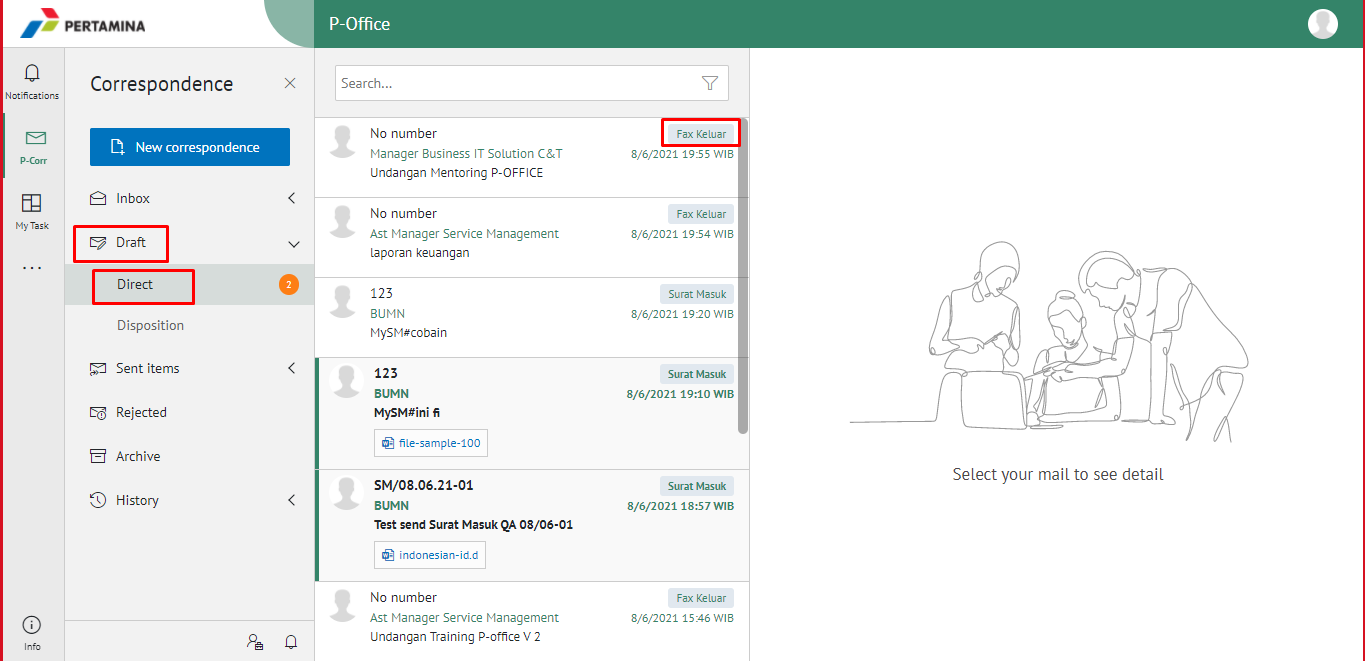 PERTAMINA
P-Office
Notifications
P-Corr
My Task
...
Info
Correspondence
New correspondence
Inbox
Draft
Direct
2
Disposition
Sent items
Rejected
Archive
History
Search...
No number
Fax Keluar
Manager Business IT Solution C&T
8/6/2021 19:55 WIB
Undangan Mentoring P-OFFICE
No number
Fax Keluar
Ast Manager Service Management
8/6/2021 19:54 WIB
laporan keuangan
123
Surat Masuk
BUMN
8/6/2021 19:20 WIB
MySM#cobain
123
Surat Masuk
BUMN
8/6/2021 19:10 WIB
MySM#ini fi
file-sample-100
SM/08.06.21-01
Surat Masuk
BUMN
8/6/2021 18:57 WIB
Test send Surat Masuk QA 08/06-01
indonesian-id.d
No number
Fax Keluar
Ast Manager Service Management
8/6/2021 15:46 WIB
Undangan Training P-office V 2
Select your mail to see detail